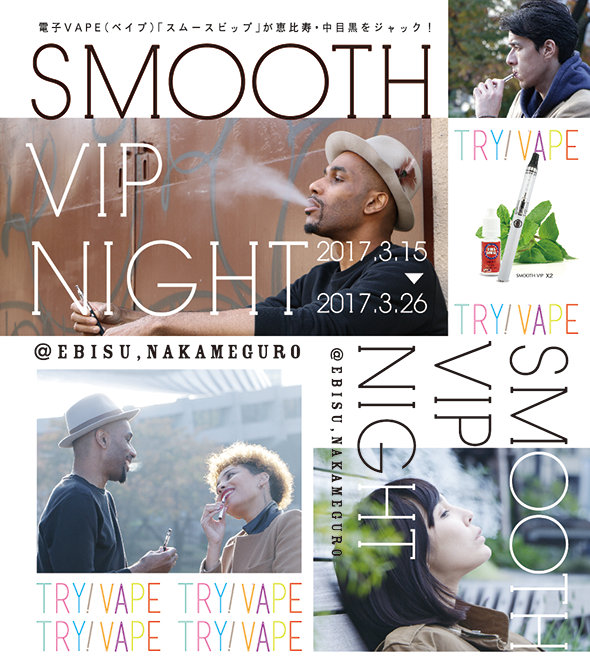 電子VAPE(ベイプ)「スムースビップ」が恵比寿・中目黒をジャック!
SMOOTH
VIP
NIGHT
2017.3.15
▼
2017.3.26
@EBISU,NAKAMEGURO
TRY! VAPE
SMOOTH VIP X2
TRY! VAPE
SMOOTH
VIP
NIGHT
@EBISU,NAKAMEGURO
TRY! VAPE TRY! VAPE
TRY! VAPE TRY! VAPE